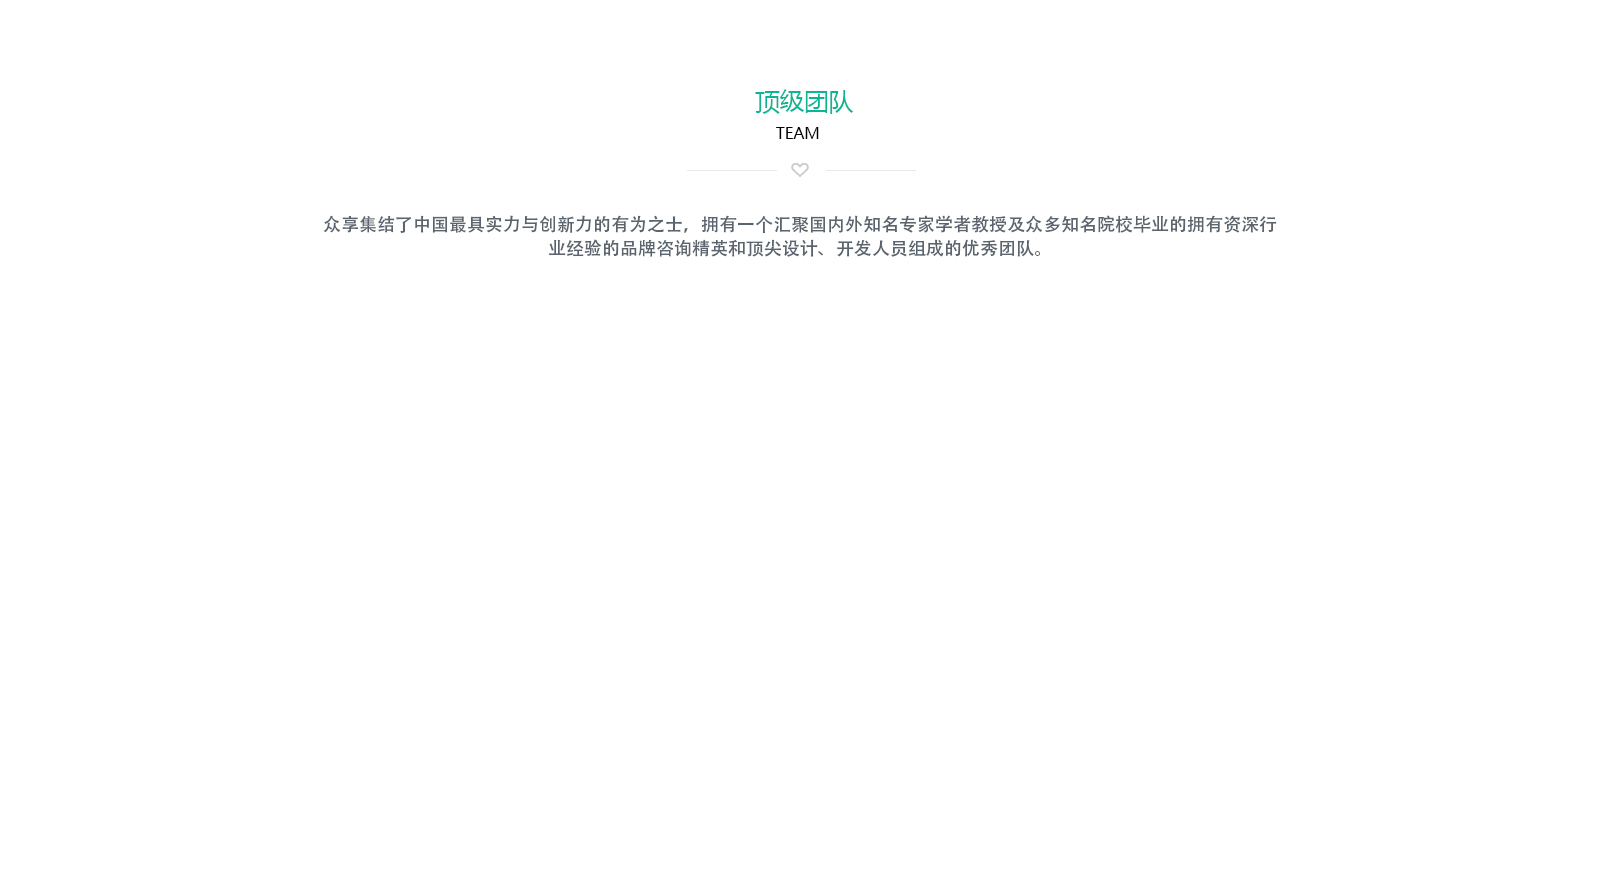 顶级团队
TEAM
众享集结了中国最具实力与创新力的有为之士，拥有一个汇聚国内外知名专家学者教授及众多知名院校毕业的拥有资深行
业经验的品牌咨询精英和顶尖设计、开发人员组成的优秀团队。